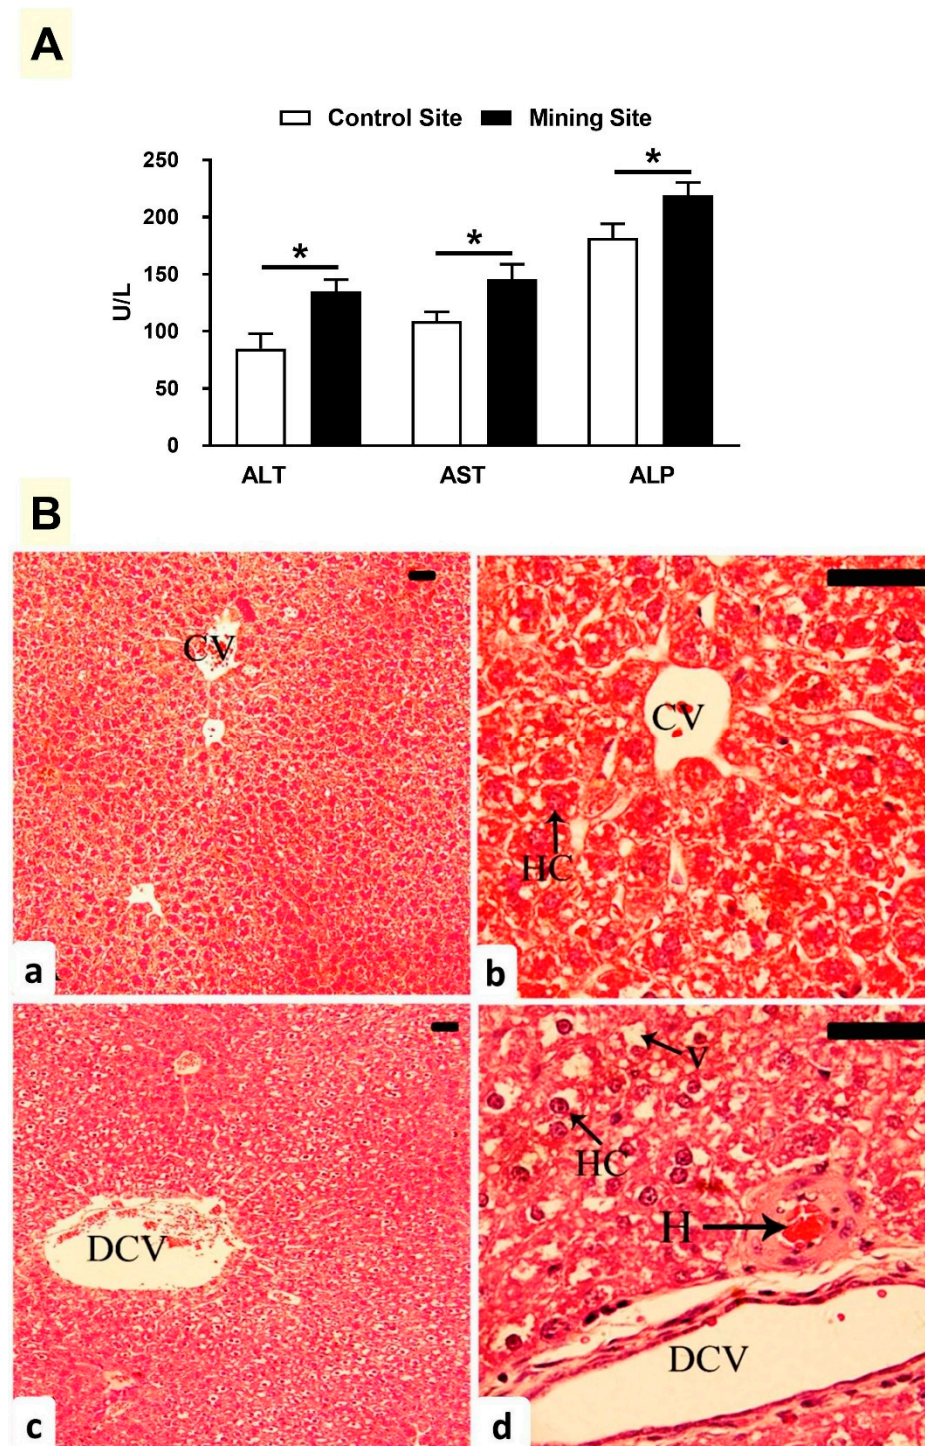 A
Control Site Mining Site
250
200
150
100
50
0
U/L
*
*
*
ALT AST ALP
B
CV
a
CV
HC
b
DCV
c
V
HC
H
DCV
d